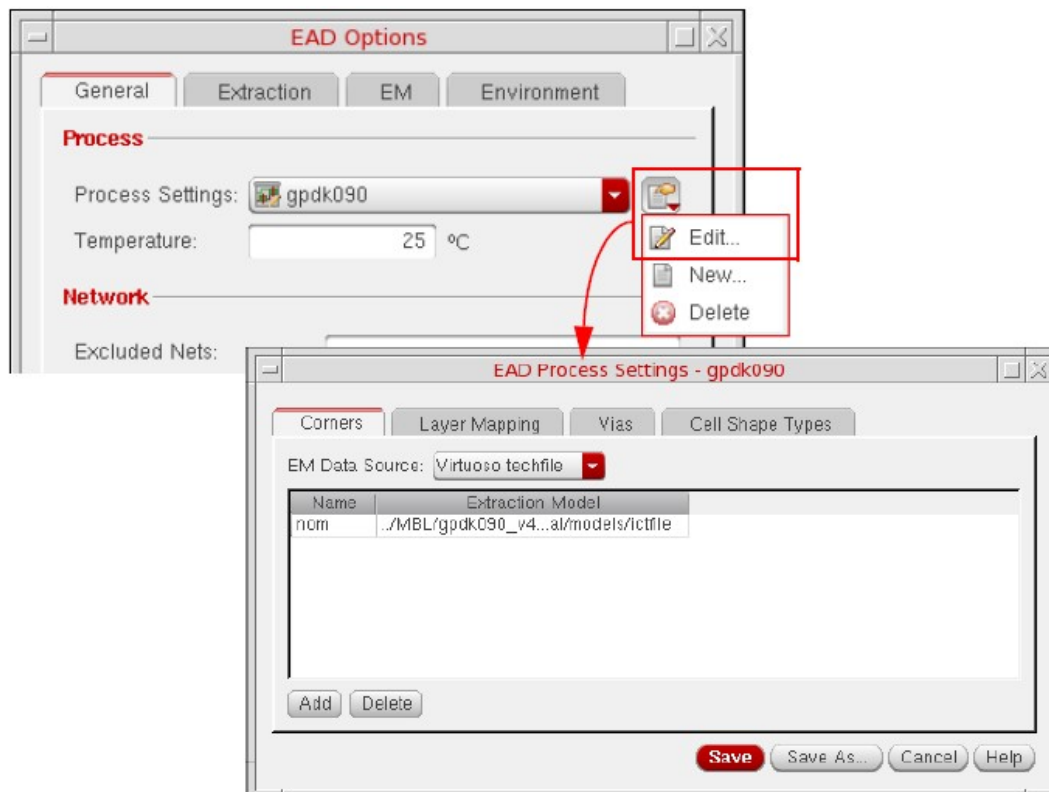 EAD Options
General Extraction EM Environment
Process
Process Settings: gpdk090
Temperature: 25 ºC
Edit...
New...
Delete
Network
Excluded Nets:
EAD Process Settings - gpdk090
Corners Layer Mapping Vias Cell Shape Types
EM Data Source: Virtuoso techfile
Name Extraction Model
nom ../MBL/gpdk090_v4...al/models/ictfile
Add Delete
Save Save As... Cancel Help